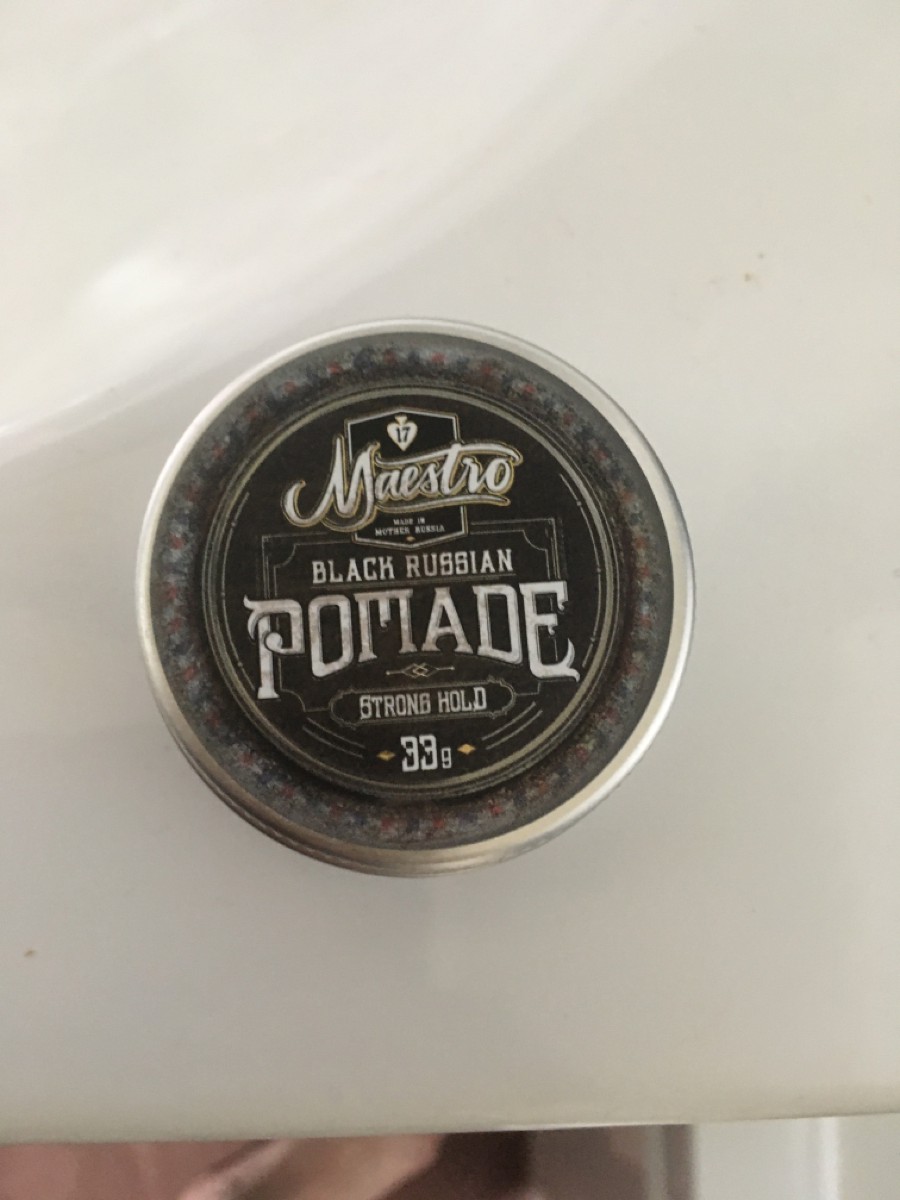 17
Maestro
MADE IN
MOTHER RUSSIA
BLACK RUSSIAN
POMADE
STRONG HOLD
33g